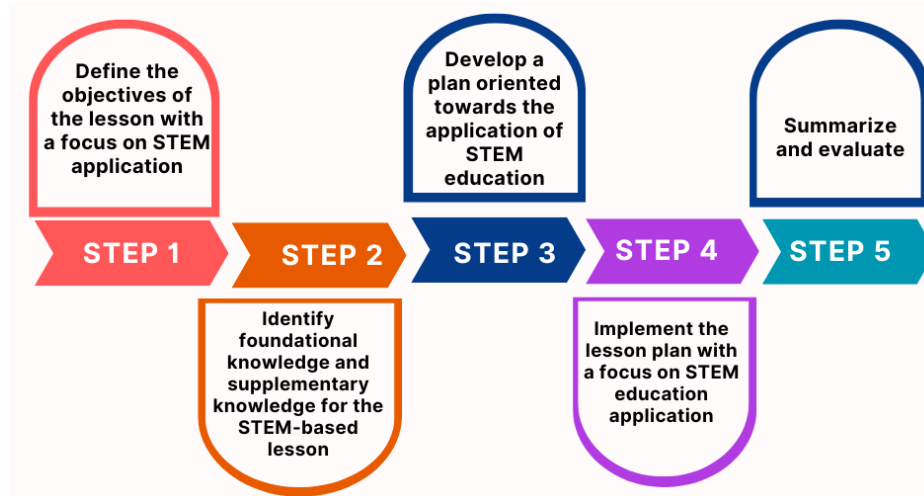 Define the
objectives of
the lesson with
a focus on STEM
application
STEP 1
STEP 2
Identify
foundational
knowledge and
supplementary
knowledge for the
STEM-based
lesson
Develop a
plan oriented
towards the
application of
STEM
education
STEP 3
STEP 4
Implement the
lesson plan with
a focus on STEM
education
application
Summarize
and evaluate
STEP 5